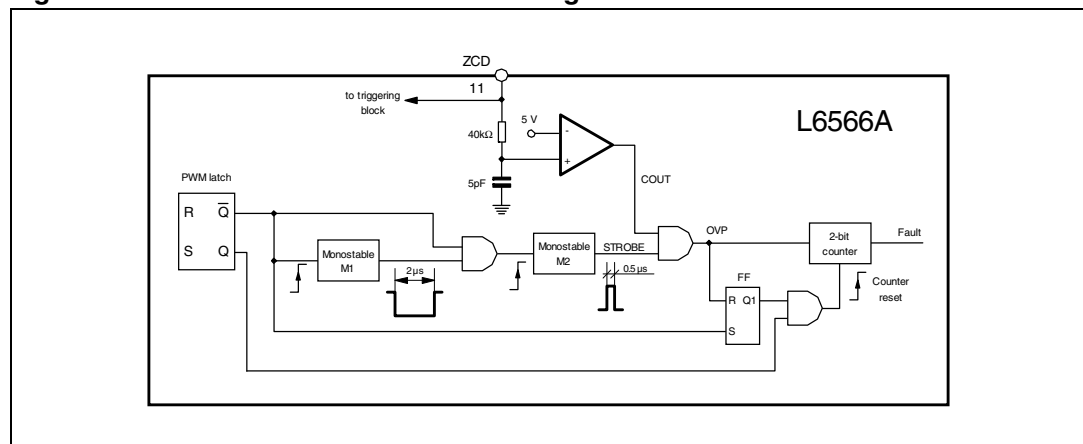 ZCD
11
to triggering
block
L6566A
5 V
40kΩ
-
+
5pF
COUT
PWM latch
R Q̅
S Q
Monostable
M1
2µs
Monostable
M2
STROBE
0.5 µs
OVP
2-bit
counter
Fault
Counter
reset
FF
R Q1
S